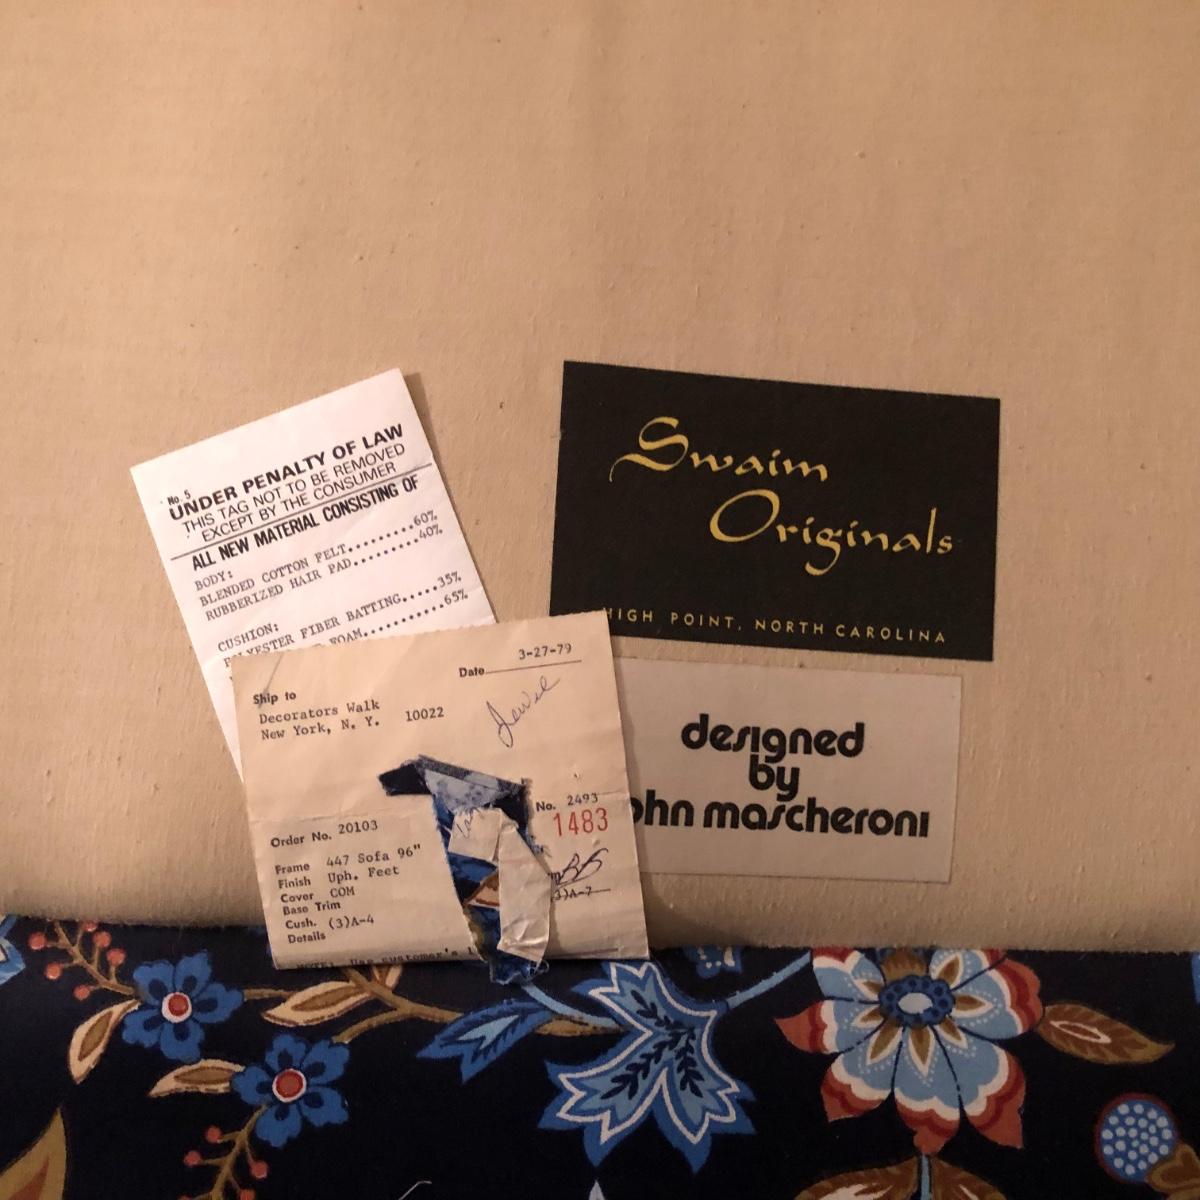 No. 5
UNDER PENALTY OF LAW
THIS TAG NOT TO BE REMOVED
EXCEPT BY THE CONSUMER
ALL NEW MATERIAL CONSISTING OF
BODY:
BLENDED COTTON FELT........60%
RUBBERIZED HAIR PAD........40%
CUSHION:
POLYESTER FIBER BATTING.....35%
FOAM..........65%
Swaim
Originals
HIGH POINT, NORTH CAROLINA
designed
by
john mascheroni
Date 3-27-79
Ship to
Decorators Walk
New York, N. Y. 10022
No. 2493
1483
Order No. 20103
Frame 447 Sofa 96"
Finish Uph. Feet
Cover COM
Base Trim
Cush. (3)A-4
Details